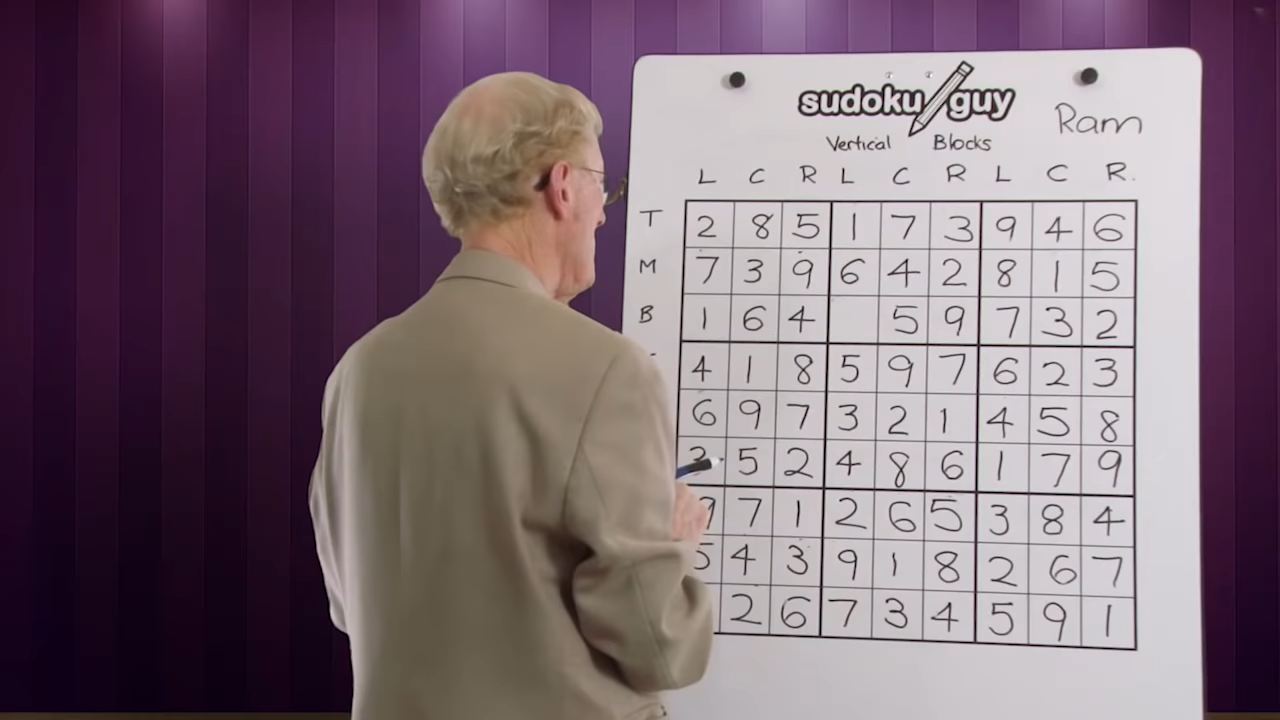 sudoku guy
Ram
Vertical Blocks
L C R L C R L C R.
T 2 8 5 1 7 3 9 4 6
M 7 3 9 6 4 2 8 1 5
B 1 6 4 5 9 7 3 2
4 1 8 5 9 7 6 2 3
6 9 7 3 2 1 4 5 8
3 5 2 4 8 6 1 7 9
9 7 1 2 6 5 3 8 4
5 4 3 9 1 8 2 6 7
2 6 7 3 4 5 9 1